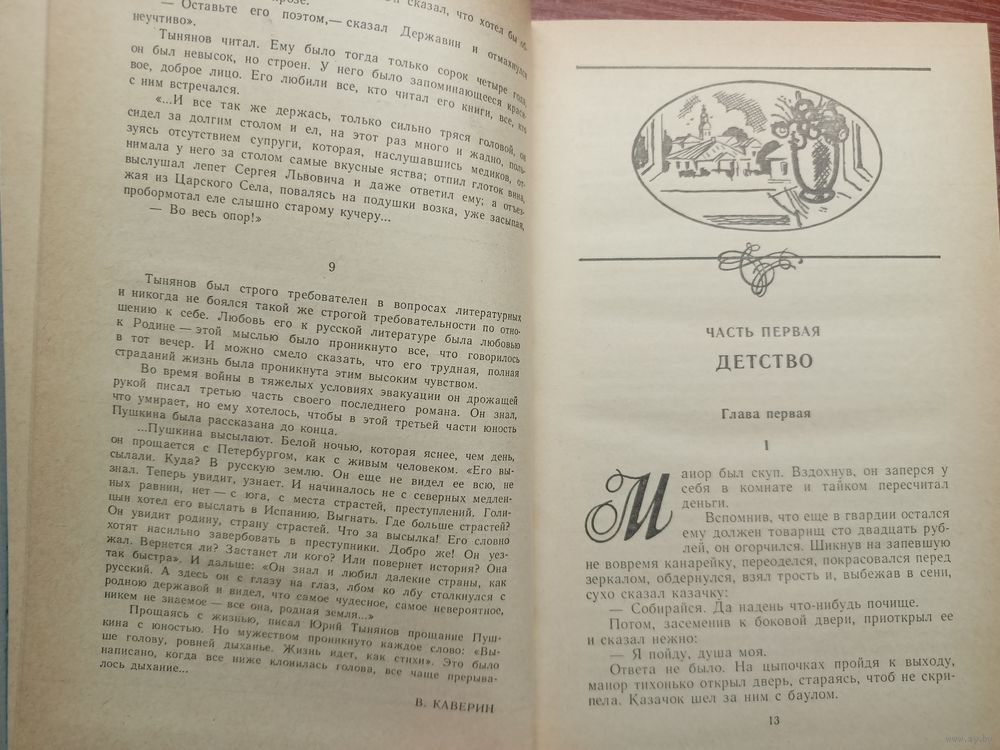 сказал, что хотел бы об-
— Оставьте его поэтом,— сказал Державин и отмахнулся
неучтиво».
Тынянов читал. Ему было тогда только сорок четыре года,
он был невысок, но строен. У него было запоминающееся краси-
вое, доброе лицо. Его любили все, кто читал его книги, все, кто
с ним встречался.
«...И все так же держась, только сильно тряся головой, он
сидел за долгим столом и ел, на этот раз много и жадно, поль-
зуясь отсутствием супруги, которая, наслушавшись медиков, от-
нимала у него за столом самые вкусные яства; отпил глоток вина,
выслушал лепет Сергея Львовича и даже ответил ему; а отъез-
жая из Царского Села, повалясь на подушки возка, уже засыпая,
пробормотал еле слышно старому кучеру...
— Во весь опор!»
9
Тынянов был строго требователен в вопросах литературных
и никогда не боялся такой же строгой требовательности по отно-
шению к себе. Любовь его к русской литературе была любовью
к Родине — этой мыслью было проникнуто все, что говорилось
в тот вечер. И можно смело сказать, что его трудная, полная
страданий жизнь была проникнута этим высоким чувством.
Во время войны в тяжелых условиях эвакуации он дрожащей
рукой писал третью часть своего последнего романа. Он знал,
что умирает, но ему хотелось, чтобы в этой третьей части юность
Пушкина была рассказана до конца.
...Пушкина высылают. Белой ночью, которая яснее, чем день,
он прощается с Петербургом, как с живым человеком. «Его вы-
сылали. Куда? В русскую землю. Он еще не видел ее всю, не
знал. Теперь увидит, узнает. И начиналось не с северных медлен-
ных равнин, нет — с юга, с места страстей, преступлений. Голи-
цын хотел его выслать в Испанию. Выгнать. Где больше страстей?
Он увидит родину, страну страстей. Что за высылка! Его словно
хотят насильно завербовать в преступники. Добро же! Он уез-
жал. Вернется ли? Застанет ли кого? Или повернет история? Она
так быстра». И дальше: «Он знал и любил далекие страны, как
русский. А здесь он с глазу на глаз, лбом ко лбу столкнулся с
родною державой и видел, что самое чудесное, самое невероятное,
никем не знаемое — все она, родная земля...»
Прощаясь с жизнью, писал Юрий Тынянов прощание Пуш-
кина с юностью. Но мужеством проникнуто каждое слово: «Вы-
ше голову, ровней дыханье. Жизнь идет, как стихи». Это было
написано, когда все ниже клонилась голова, все чаще прерыва-
лось дыхание...
В. КАВЕРИН
ЧАСТЬ ПЕРВАЯ
ДЕТСТВО
Глава первая
I
Маиор был скуп. Вздохнув, он заперся у
себя в комнате и тайком пересчитал
деньги.
Вспомнив, что еще в гвардии остался
ему должен товарищ сто двадцать руб-
лей, он огорчился. Шикнув на запевшую
не вовремя канарейку, переоделся, покрасовался перед
зеркалом, обдернулся, взял трость и, выбежав в сени,
сухо сказал казачку:
— Собирайся. Да надень что-нибудь почище.
Потом, засеменив к боковой двери, приоткрыл ее
и сказал нежно:
— Я пойду, душа моя.
Ответа не было. На цыпочках пройдя к выходу,
маиор тихонько открыл дверь, стараясь, чтоб не скри-
пела. Казачок шел за ним с баулом.
13
www.ay.by